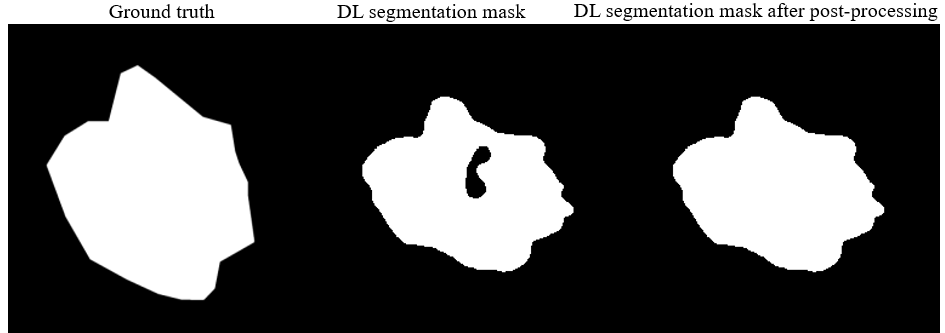 Ground truth
DL segmentation mask
DL segmentation mask after post-processing